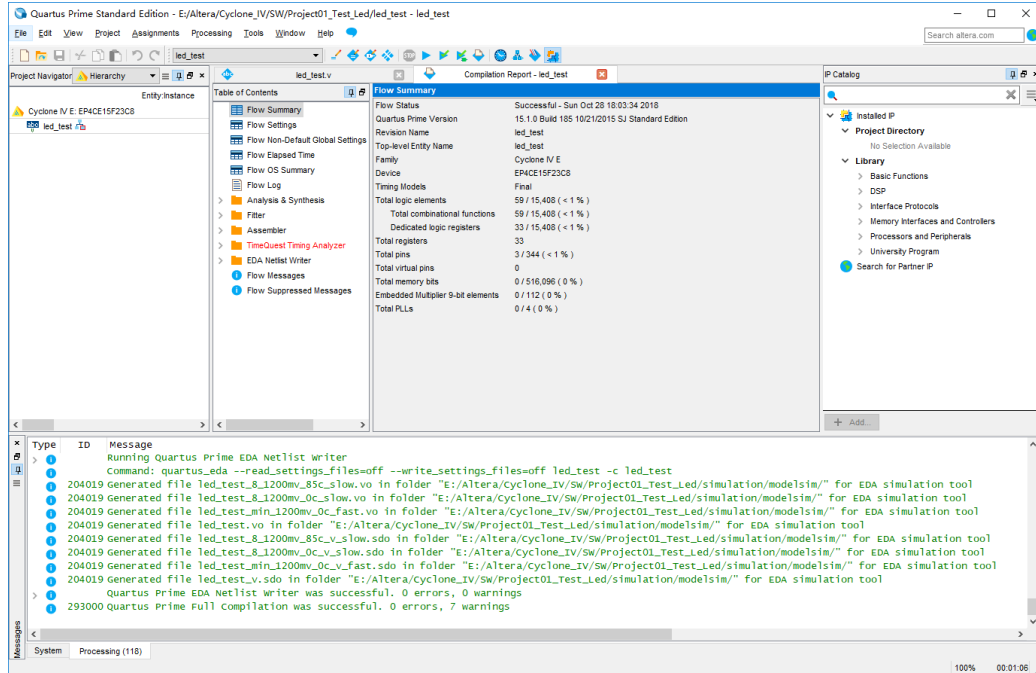 Quartus Prime Standard Edition - E:/Altera/Cyclone_IV/SW/Project01_Test_Led/led_test - led_test
File Edit View Project Assignments Processing Tools Window Help
Search altera.com
led_test
Project Navigator Hierarchy
Entity:Instance
Cyclone IV E: EP4CE15F23C8
led_test
led_test.v
Compilation Report - led_test
Table of Contents
Flow Summary
Flow Settings
Flow Non-Default Global Settings
Flow Elapsed Time
Flow OS Summary
Flow Log
Analysis & Synthesis
Fitter
Assembler
TimeQuest Timing Analyzer
EDA Netlist Writer
Flow Messages
Flow Suppressed Messages
Flow Summary
Flow Status Successful - Sun Oct 28 18:03:34 2018
Quartus Prime Version 15.1.0 Build 185 10/21/2015 SJ Standard Edition
Revision Name led_test
Top-level Entity Name led_test
Family Cyclone IV E
Device EP4CE15F23C8
Timing Models Final
Total logic elements 59 / 15,408 ( < 1 % )
Total combinational functions 59 / 15,408 ( < 1 % )
Dedicated logic registers 33 / 15,408 ( < 1 % )
Total registers 33
Total pins 3 / 344 ( < 1 % )
Total virtual pins 0
Total memory bits 0 / 516,096 ( 0 % )
Embedded Multiplier 9-bit elements 0 / 112 ( 0 % )
Total PLLs 0 / 4 ( 0 % )
IP Catalog
Installed IP
Project Directory
No Selection Available
Library
Basic Functions
DSP
Interface Protocols
Memory Interfaces and Controllers
Processors and Peripherals
University Program
Search for Partner IP
+ Add...
Type ID Message
Running Quartus Prime EDA Netlist Writer
Command: quartus_eda --read_settings_files=off --write_settings_files=off led_test -c led_test
204019 Generated file led_test_8_1200mv_85c_slow.vo in folder "E:/Altera/Cyclone_IV/SW/Project01_Test_Led/simulation/modelsim/" for EDA simulation tool
204019 Generated file led_test_8_1200mv_0c_slow.vo in folder "E:/Altera/Cyclone_IV/SW/Project01_Test_Led/simulation/modelsim/" for EDA simulation tool
204019 Generated file led_test_min_1200mv_0c_fast.vo in folder "E:/Altera/Cyclone_IV/SW/Project01_Test_Led/simulation/modelsim/" for EDA simulation tool
204019 Generated file led_test.vo in folder "E:/Altera/Cyclone_IV/SW/Project01_Test_Led/simulation/modelsim/" for EDA simulation tool
204019 Generated file led_test_8_1200mv_85c_v_slow.sdo in folder "E:/Altera/Cyclone_IV/SW/Project01_Test_Led/simulation/modelsim/" for EDA simulation tool
204019 Generated file led_test_8_1200mv_0c_v_slow.sdo in folder "E:/Altera/Cyclone_IV/SW/Project01_Test_Led/simulation/modelsim/" for EDA simulation tool
204019 Generated file led_test_min_1200mv_0c_v_fast.sdo in folder "E:/Altera/Cyclone_IV/SW/Project01_Test_Led/simulation/modelsim/" for EDA simulation tool
204019 Generated file led_test_v.sdo in folder "E:/Altera/Cyclone_IV/SW/Project01_Test_Led/simulation/modelsim/" for EDA simulation tool
Quartus Prime EDA Netlist Writer was successful. 0 errors, 0 warnings
293000 Quartus Prime Full Compilation was successful. 0 errors, 7 warnings
Messages
System Processing (118)
100% 00:01:06